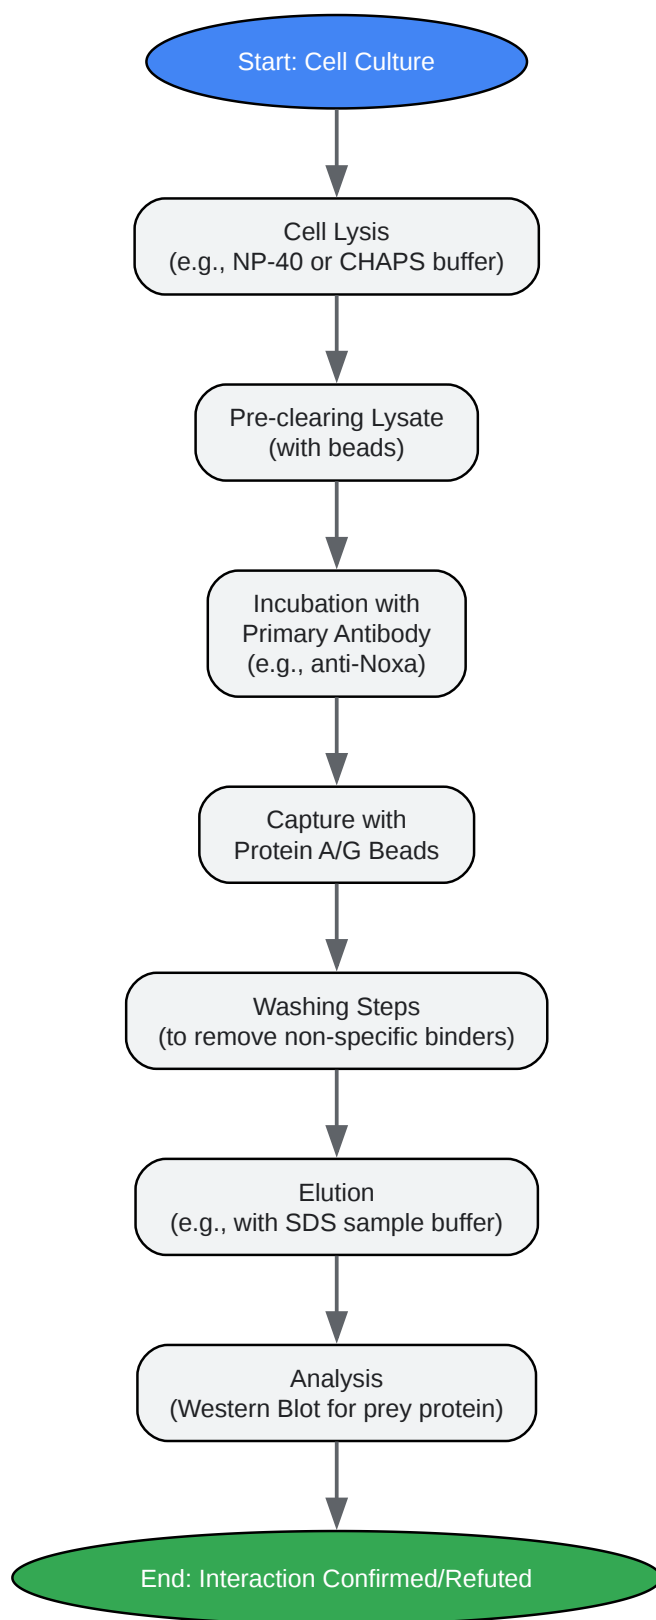 Start: Cell Culture
Cell Lysis
(e.g., NP-40 or CHAPS buffer)
Pre-clearing Lysate
(with beads)
Incubation with
Primary Antibody
(e.g., anti-Noxa)
Capture with
Protein A/G Beads
Washing Steps
(to remove non-specific binders)
Elution
(e.g., with SDS sample buffer)
Analysis
(Western Blot for prey protein)
End: Interaction Confirmed/Refuted